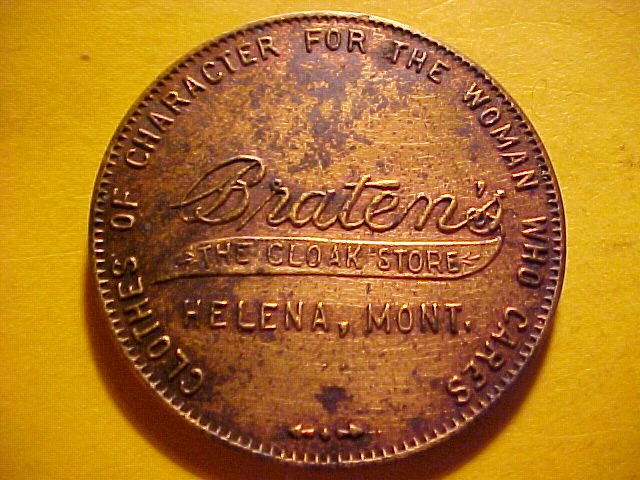 CLOTHES OF CHARACTER FOR THE WOMAN WHO CARES
Braten's
THE CLOAK STORE
HELENA, MONT.